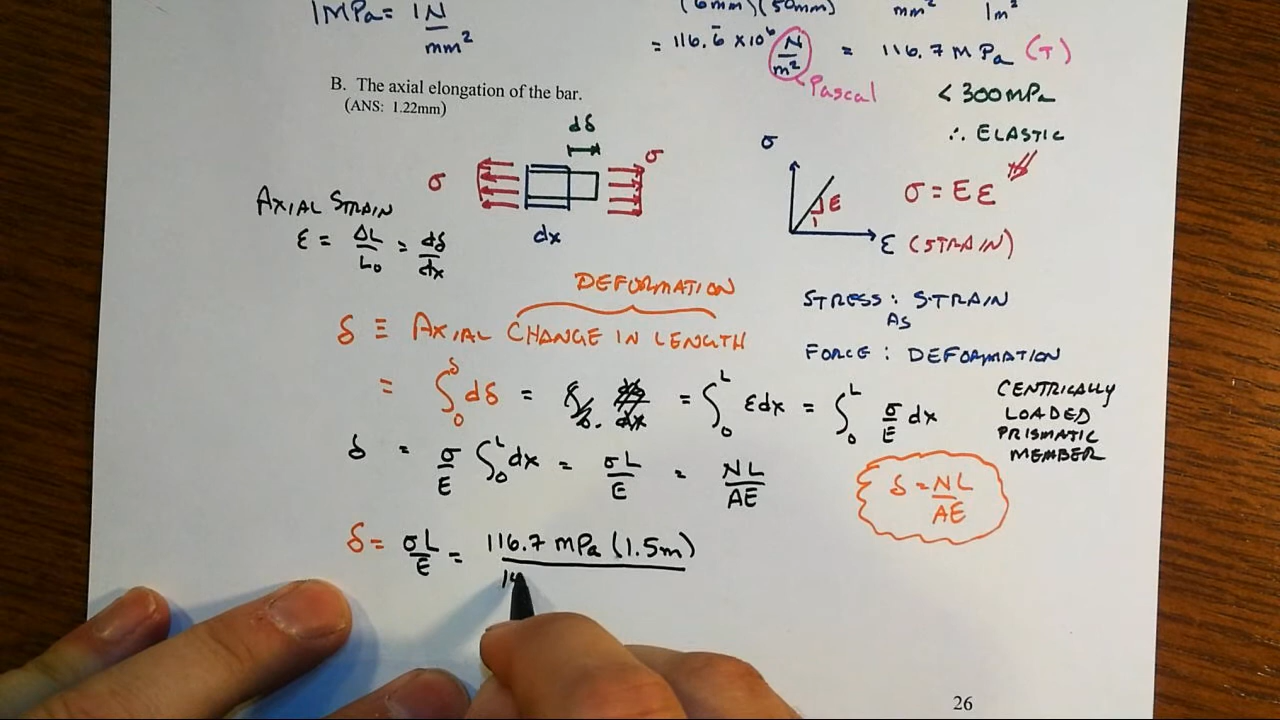 1MPa = 1N/mm²
(6mm)(50mm) mm² 1m²
= 116.6̄ × 10⁶ N/m² = 116.7 MPa (T)
Pascal
B. The axial elongation of the bar.
(ANS: 1.22mm)
< 300MPa
∴ ELASTIC
dδ
σ
σ
dx
σ
E
1
ε (STRAIN)
σ = Eε
AXIAL STRAIN
ε = ΔL/L₀ = dδ/dx
DEFORMATION
δ ≡ AXIAL CHANGE IN LENGTH
STRESS : STRAIN
AS
FORCE : DEFORMATION
= ∫₀^δ dδ = = ∫₀^L εdx = ∫₀^L σ/E dx
δ = σ/E ∫₀^L dx = σL/E = NL/AE
CENTRICALLY
LOADED
PRISMATIC
MEMBER
δ = NL/AE
δ = σL/E = 116.7 MPa (1.5m)
26